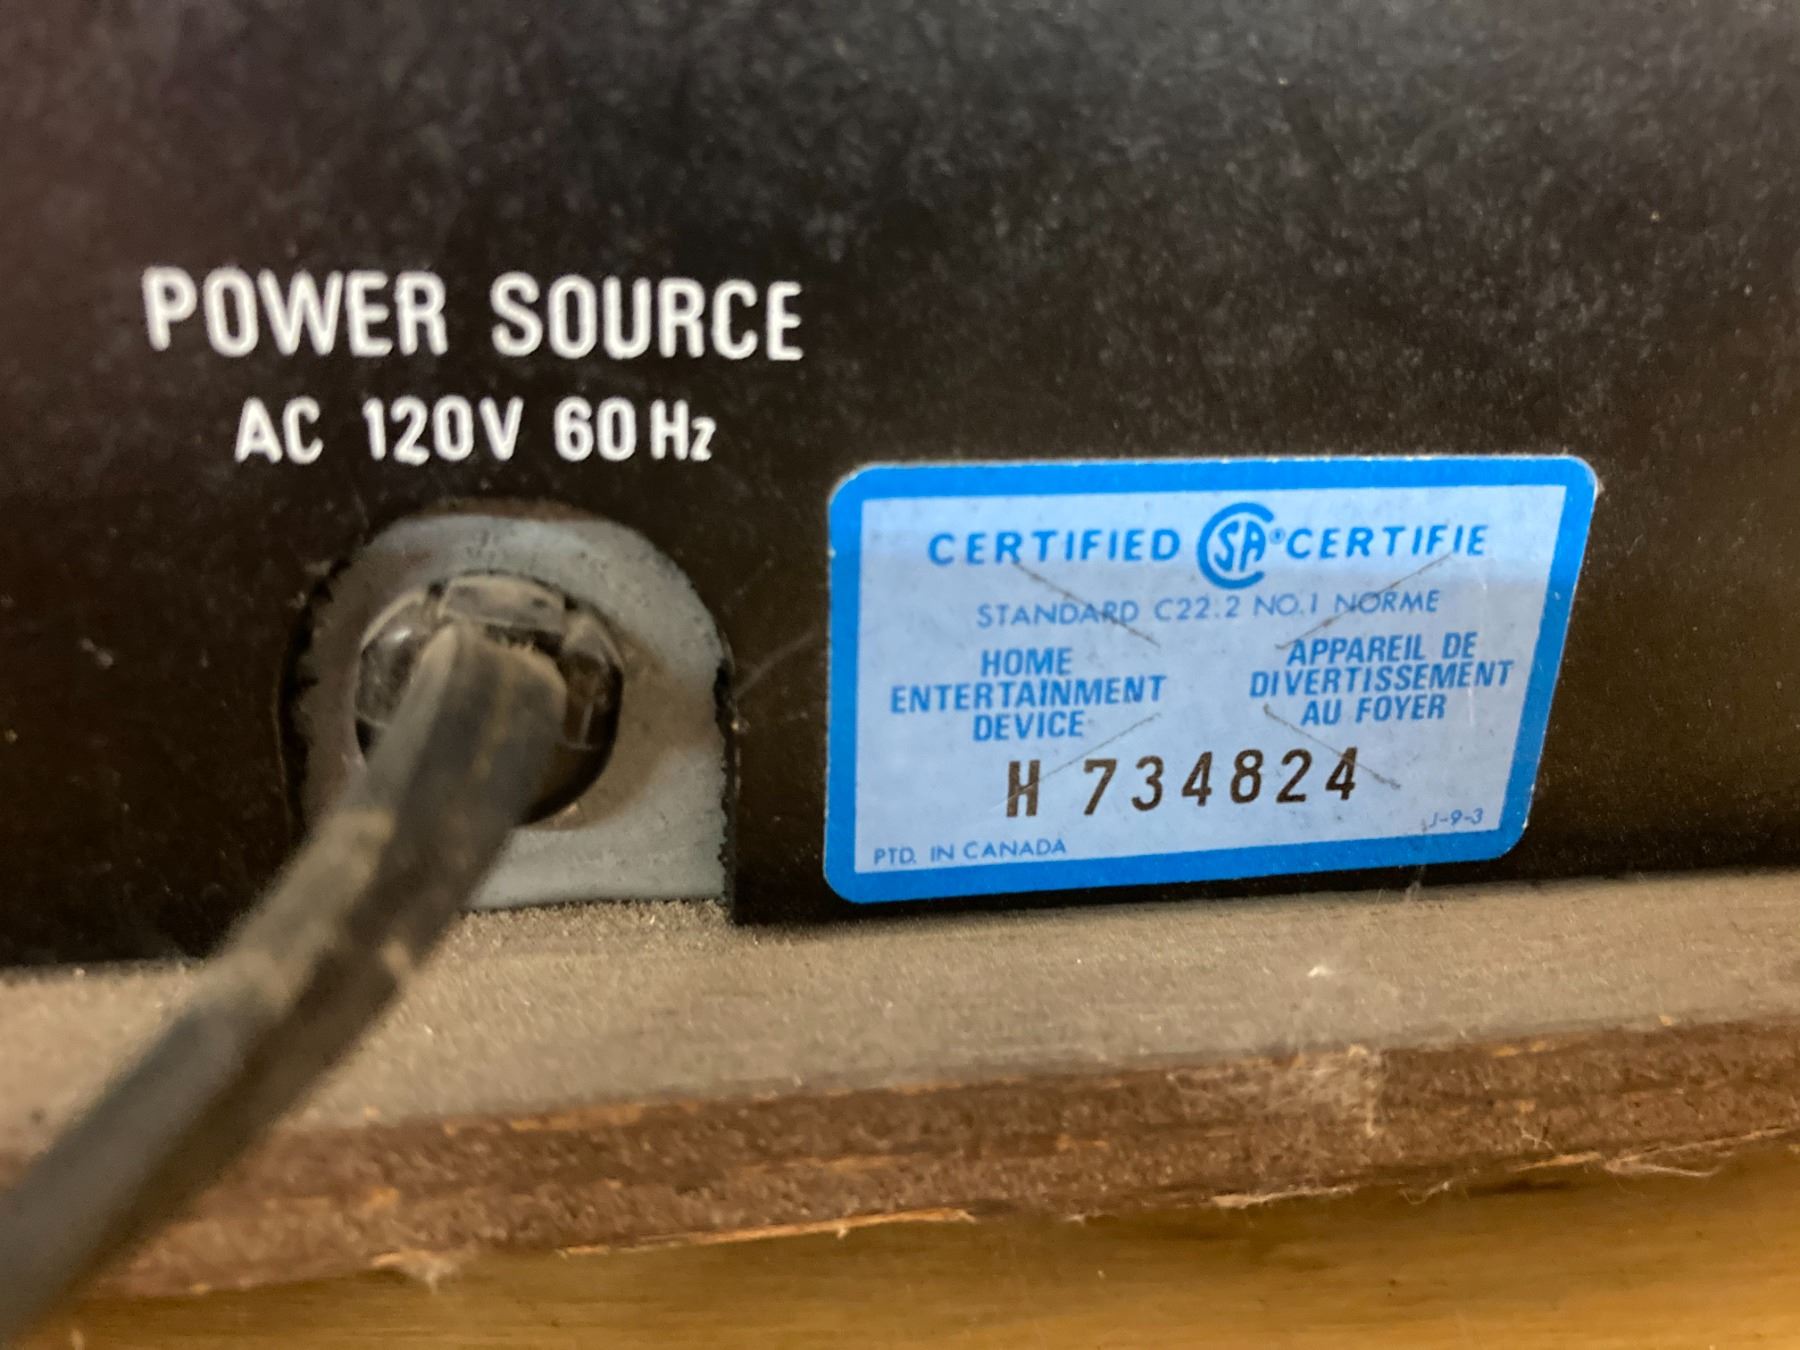 POWER SOURCE
AC 120V 60Hz
CERTIFIED SA® CERTIFIE
STANDARD C22.2 NO.1 NORME
HOME
ENTERTAINMENT
DEVICE
APPAREIL DE
DIVERTISSEMENT
AU FOYER
H 734824
PTD. IN CANADA
J-9-3